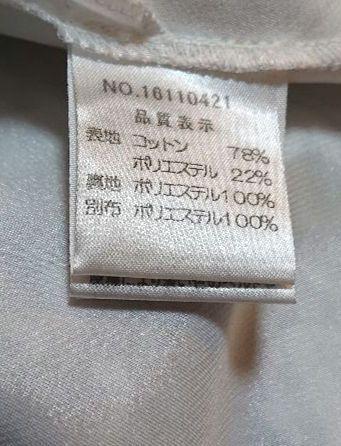 NO.16110421
品質表示
表地 コットン 78%
ポリエステル 22%
裏地 ポリエステル100%
別布 ポリエステル100%